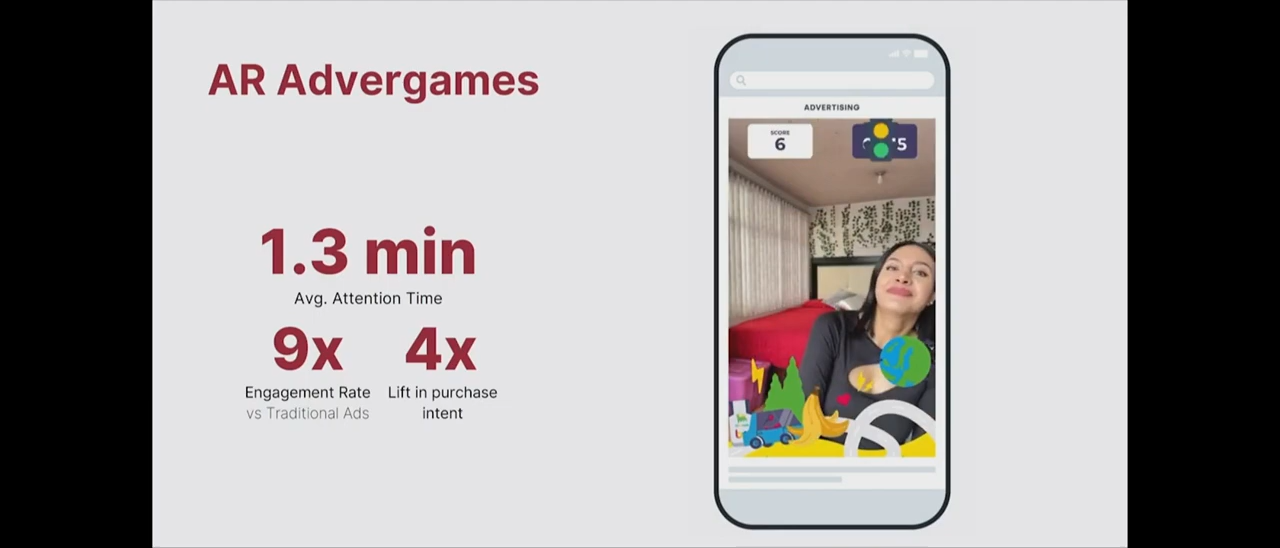 AR Advergames
1.3 min
Avg. Attention Time
9x
Engagement Rate
vs Traditional Ads
4x
Lift in purchase
intent
ADVERTISING
SCORE
6